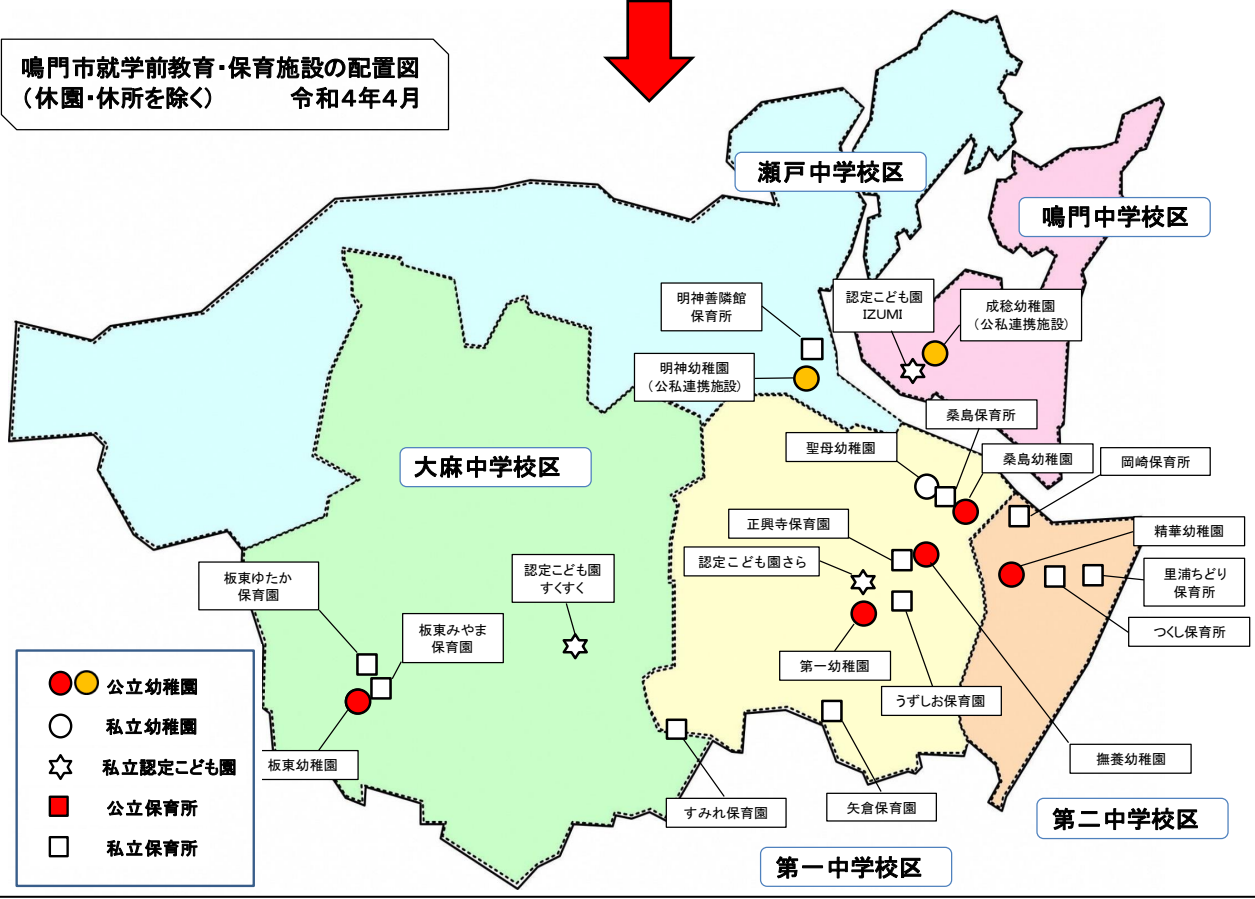 鳴門市就学前教育・保育施設の配置図
（休園・休所を除く）　　　令和４年４月
瀬戸中学校区
鳴門中学校区
明神善隣館
保育所
認定こども園
IZUMI
成稔幼稚園
（公私連携施設）
明神幼稚園
（公私連携施設）
桑島保育所
聖母幼稚園
桑島幼稚園
岡崎保育所
大麻中学校区
正興寺保育園
精華幼稚園
認定こども園さら
認定こども園
すくすく
板東ゆたか
保育園
里浦ちどり
保育所
板東みやま
保育園
つくし保育所
第一幼稚園
うずしお保育園
撫養幼稚園
板東幼稚園
すみれ保育園
矢倉保育園
第二中学校区
第一中学校区
公立幼稚園
私立幼稚園
私立認定こども園
公立保育所
私立保育所